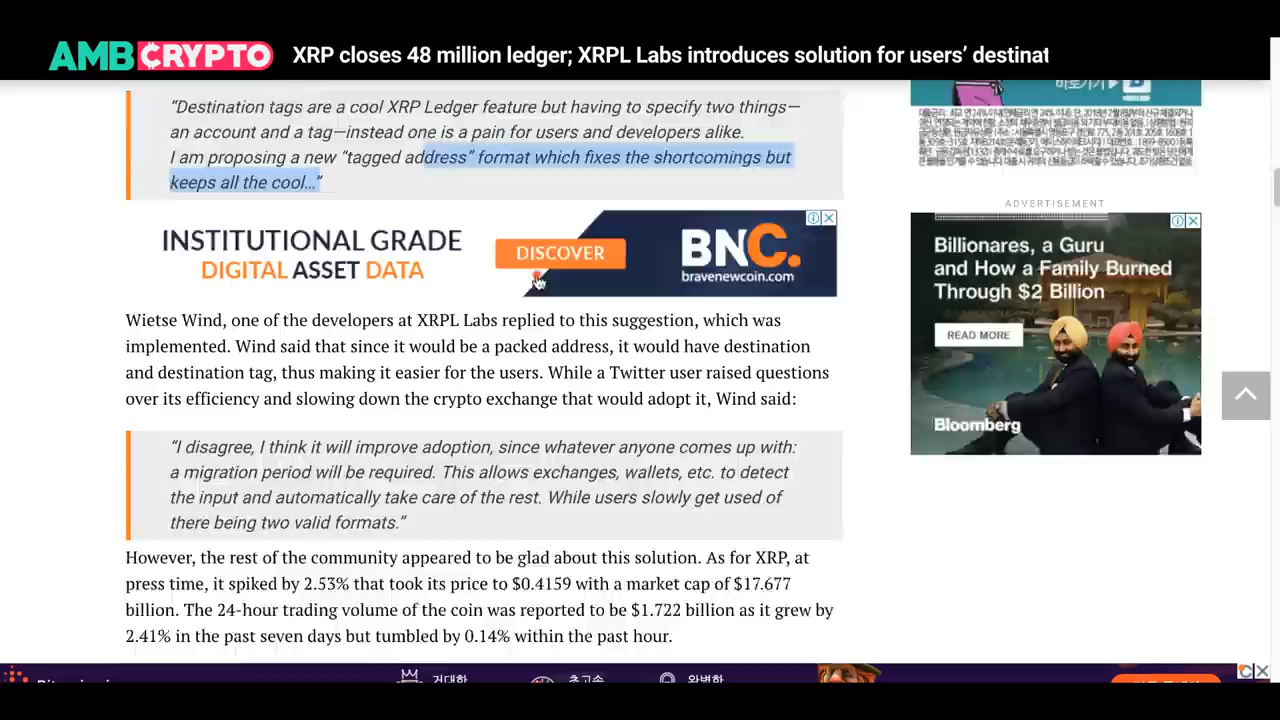 AMBCRYPTO
XRP closes 48 million ledger; XRPL Labs introduces solution for users’ destinat
“Destination tags are a cool XRP Ledger feature but having to specify two things—
an account and a tag—instead one is a pain for users and developers alike.
I am proposing a new “tagged address” format which fixes the shortcomings but
keeps all the cool…”
INSTITUTIONAL GRADE
DIGITAL ASSET DATA
DISCOVER
BNC.
bravenewcoin.com
Wietse Wind, one of the developers at XRPL Labs replied to this suggestion, which was
implemented. Wind said that since it would be a packed address, it would have destination
and destination tag, thus making it easier for the users. While a Twitter user raised questions
over its efficiency and slowing down the crypto exchange that would adopt it, Wind said:
“I disagree, I think it will improve adoption, since whatever anyone comes up with:
a migration period will be required. This allows exchanges, wallets, etc. to detect
the input and automatically take care of the rest. While users slowly get used of
there being two valid formats.”
However, the rest of the community appeared to be glad about this solution. As for XRP, at
press time, it spiked by 2.53% that took its price to $0.4159 with a market cap of $17.677
billion. The 24-hour trading volume of the coin was reported to be $1.722 billion as it grew by
2.41% in the past seven days but tumbled by 0.14% within the past hour.
ADVERTISEMENT
Billionares, a Guru
and How a Family Burned
Through $2 Billion
READ MORE
Bloomberg
거대한
초고속
완벽한